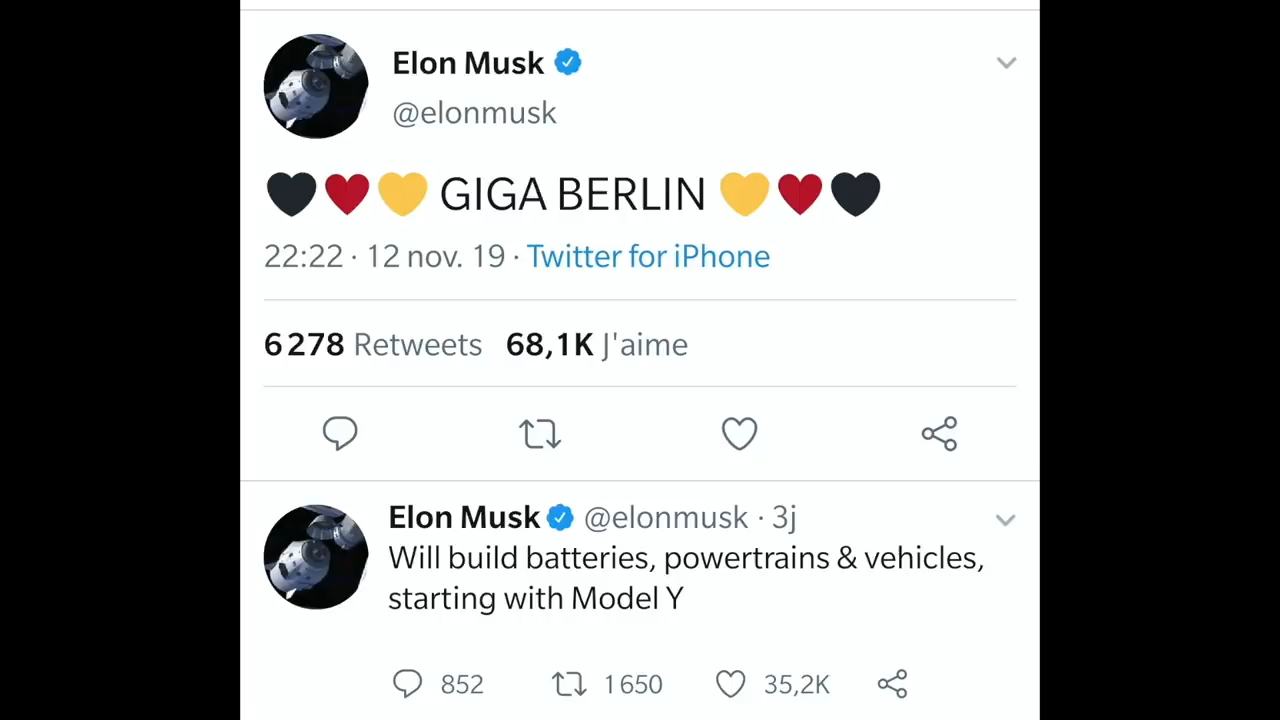 Elon Musk
@elonmusk
🖤❤️💛 GIGA BERLIN 💛❤️🖤
22:22 · 12 nov. 19 · Twitter for iPhone
6 278 Retweets 68,1K J'aime
Elon Musk @elonmusk · 3j
Will build batteries, powertrains & vehicles,
starting with Model Y
852 1 650 35,2K